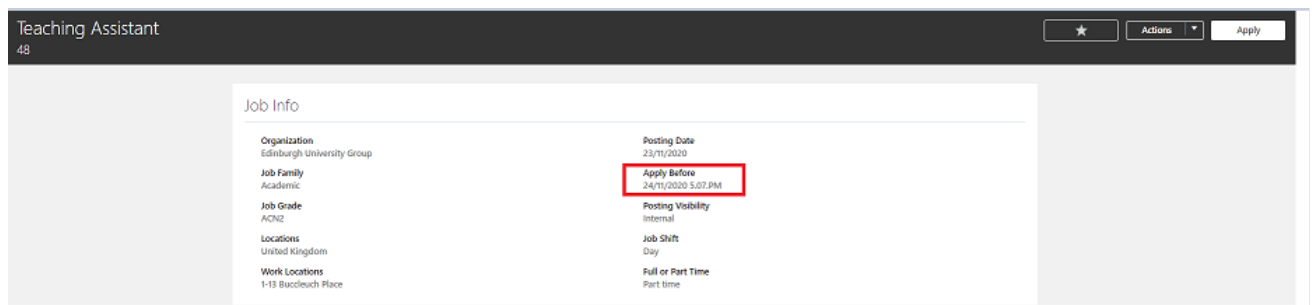 Teaching Assistant
48
Actions
Apply
Job Info
Organization
Edinburgh University Group
Job Family
Academic
Job Grade
ACN2
Locations
United Kingdom
Work Locations
1-13 Buccleuch Place
Posting Date
23/11/2020
Apply Before
24/11/2020 5.07.PM
Posting Visibility
Internal
Job Shift
Day
Full or Part Time
Part time